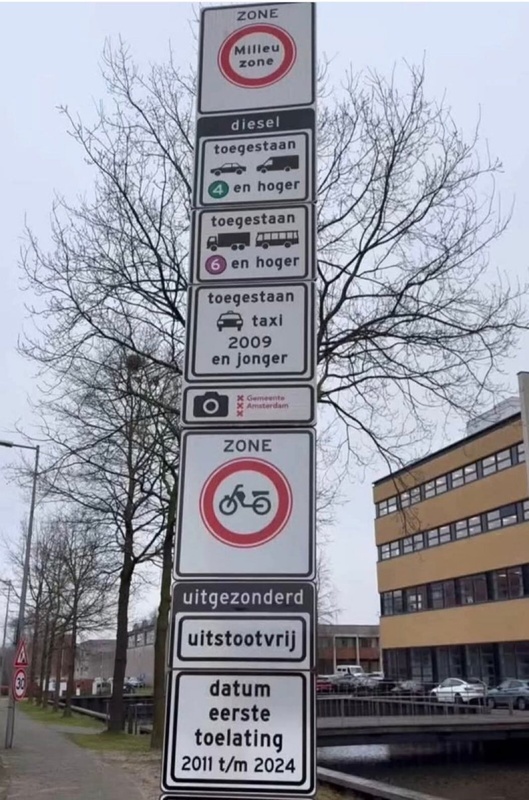 ZONE
Milieu
zone
diesel
toegestaan
4 en hoger
toegestaan
6 en hoger
toegestaan
taxi
2009
en jonger
Gemeente
Amsterdam
ZONE
uitgezonderd
uitstootvrij
datum
eerste
toelating
2011 t/m 2024
30